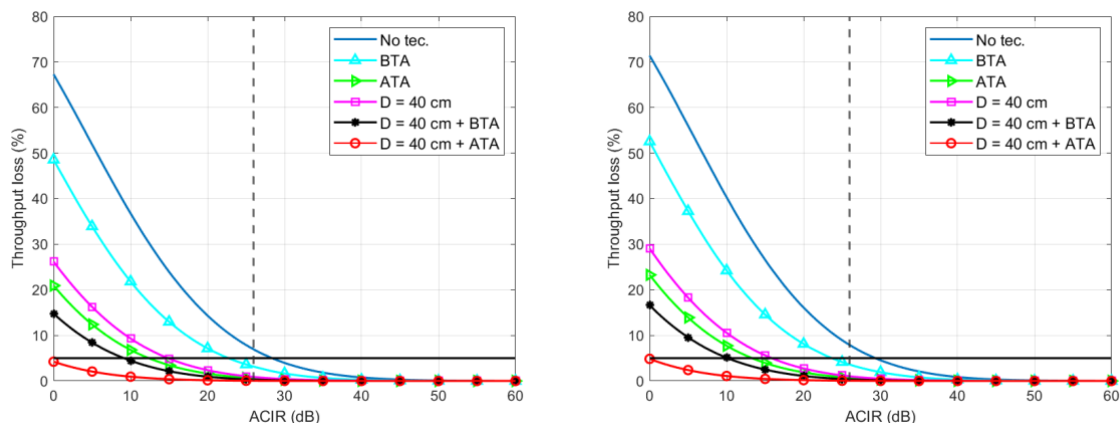 80
70
60
50
40
30
20
10
0
Throughput loss (%)
0 10 20 30 40 50 60
ACIR (dB)
No tec.
BTA
ATA
D = 40 cm
D = 40 cm + BTA
D = 40 cm + ATA
80
70
60
50
40
30
20
10
0
Throughput loss (%)
0 10 20 30 40 50 60
ACIR (dB)
No tec.
BTA
ATA
D = 40 cm
D = 40 cm + BTA
D = 40 cm + ATA